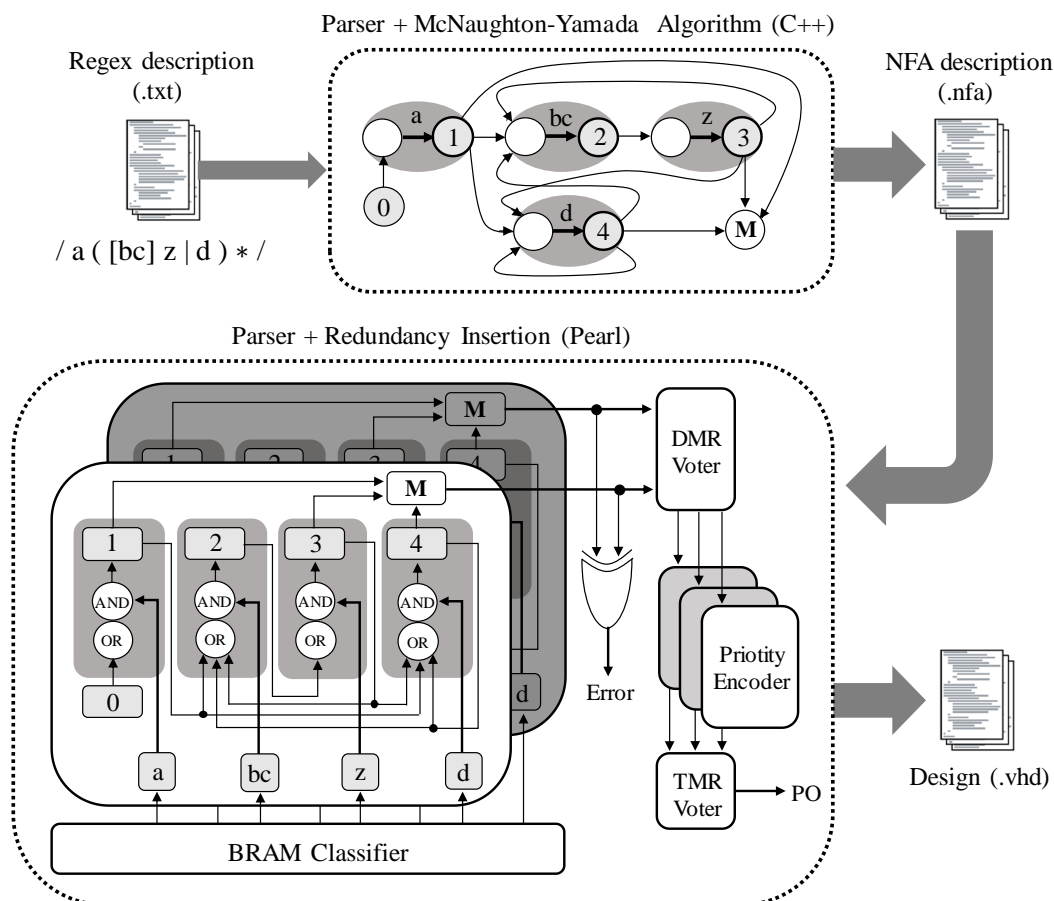 Parser + McNaughton-Yamada Algorithm (C++)
Regex description
(.txt)
NFA description
(.nfa)
a
1
bc
2
z
3
0
d
4
M
/ a ( [bc] z | d ) * /
Parser + Redundancy Insertion (Pearl)
M
1
2
3
4
DMR
Voter
M
1
2
3
4
AND
AND
AND
AND
OR
OR
OR
OR
0
Error
Priotity
Encoder
d
a
bc
z
d
TMR
Voter
PO
Design (.vhd)
BRAM Classifier